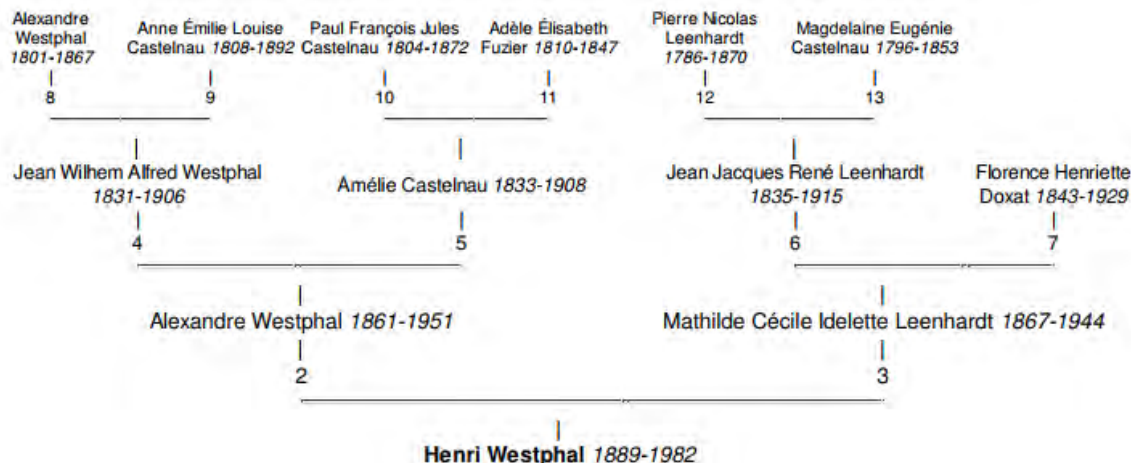 Alexandre
Westphal
1801-1867
Anne Émilie Louise
Castelnau 1808-1892
Paul François Jules
Castelnau 1804-1872
Adèle Élisabeth
Fuzier 1810-1847
Pierre Nicolas
Leenhardt
1786-1870
Magdelaine Eugénie
Castelnau 1796-1853
8
9
10
11
12
13
Jean Wilhem Alfred Westphal
1831-1906
Amélie Castelnau 1833-1908
Jean Jacques René Leenhardt
1835-1915
Florence Henriette
Doxat 1843-1929
4
5
6
7
Alexandre Westphal 1861-1951
Mathilde Cécile Idelette Leenhardt 1867-1944
2
3
Henri Westphal 1889-1982